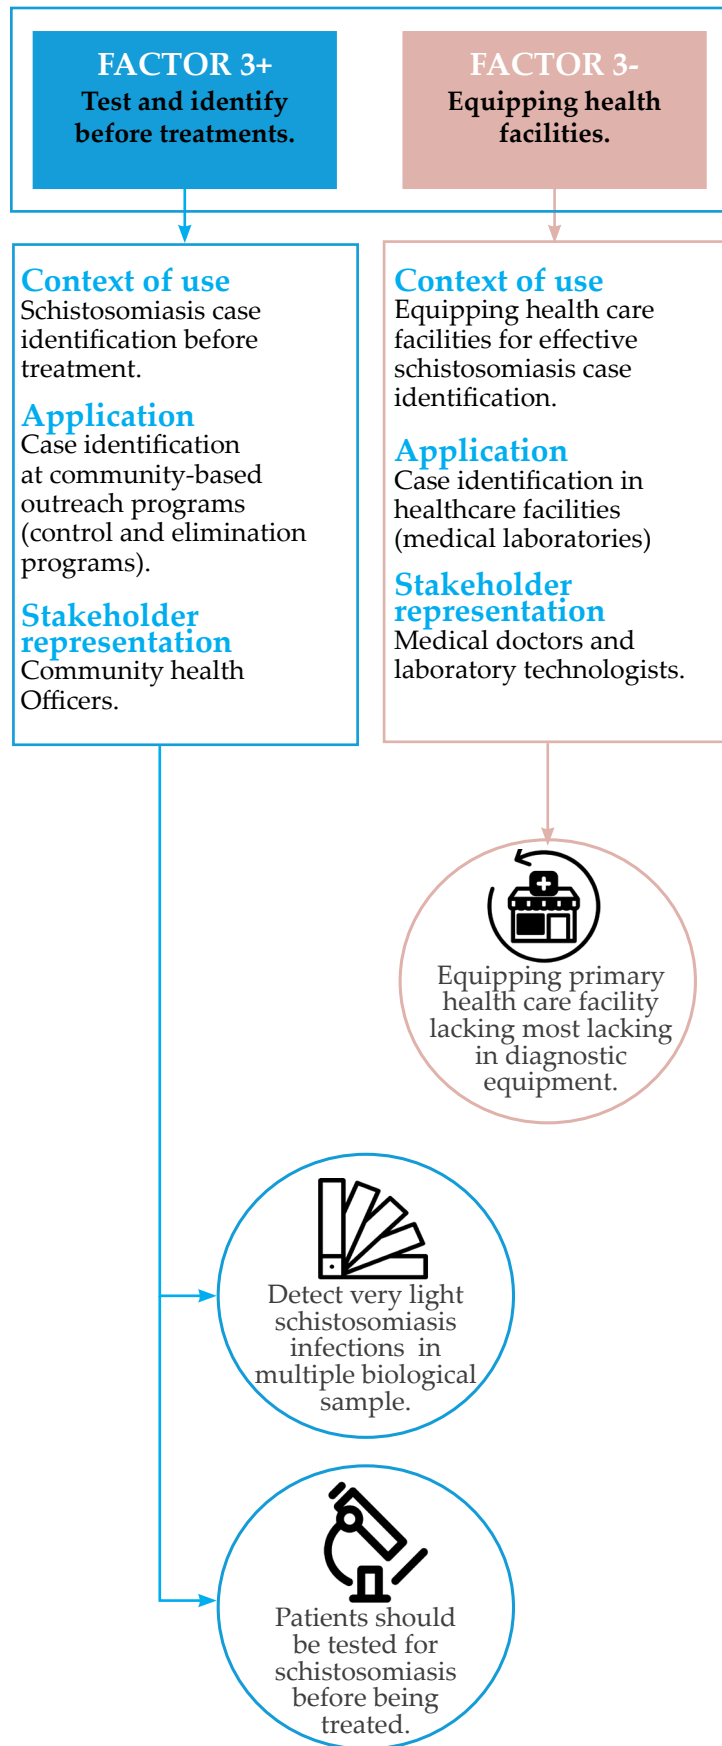 FACTOR 3+
Test and identify
before treatments.
FACTOR 3-
Equipping health
facilities.
Context of use
Schistosomiasis case
identification before
treatment.
Application
Case identification
at community-based
outreach programs
(control and elimination
programs).
Stakeholder
representation
Community health
Officers.
Context of use
Equipping health care
facilities for effective
schistosomiasis case
identification.
Application
Case identification in
healthcare facilities
(medical laboratories)
Stakeholder
representation
Medical doctors and
laboratory technologists.
Equipping primary
health care facility
lacking most lacking
in diagnostic
equipment.
Detect very light
schistosomiasis
infections in
multiple biological
sample.
Patients should
be tested for
schistosomiasis
before being
treated.